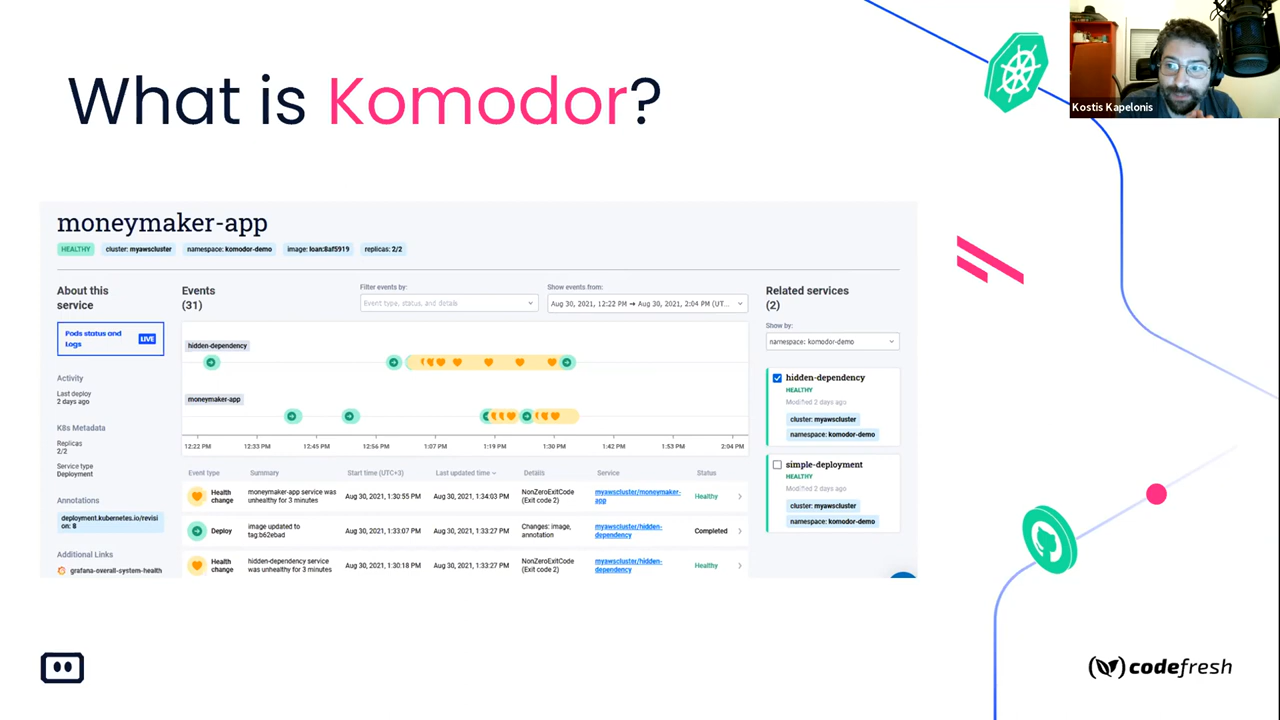 What is Komodor?
Kostis Kapelonis
moneymaker-app
HEALTHY
cluster: myawscluster
namespace: komodor-demo
image: loan:8af5919
replicas: 2/2
About this
service
Pods status and
Logs
LIVE
Activity
Last deploy
2 days ago
K8s Metadata
Replicas
2/2
Service type
Deployment
Annotations
deployment.kubernetes.io/revisi
on: 8
Additional Links
grafana-overall-system-health
Events
(31)
Filter events by:
Event type, status, and details
Show events from:
Aug 30, 2021, 12:22 PM → Aug 30, 2021, 2:04 PM (UT...
hidden-dependency
moneymaker-app
12:22 PM 12:33 PM 12:45 PM 12:56 PM 1:07 PM 1:19 PM 1:30 PM 1:42 PM 1:53 PM 2:04 PM
Event type Summary Start time (UTC+3) Last updated time Details Service Status
Health
change
moneymaker-app service was
unhealthy for 3 minutes
Aug 30, 2021, 1:30:55 PM
Aug 30, 2021, 1:34:03 PM
NonZeroExitCode
(Exit code 2)
myawscluster/moneymaker-
app
Healthy
Deploy
image updated to
tag:b62ebad
Aug 30, 2021, 1:33:07 PM
Aug 30, 2021, 1:33:27 PM
Changes: image,
annotation
myawscluster/hidden-
dependency
Completed
Health
change
hidden-dependency service
was unhealthy for 3 minutes
Aug 30, 2021, 1:30:18 PM
Aug 30, 2021, 1:33:27 PM
NonZeroExitCode
(Exit code 2)
myawscluster/hidden-
dependency
Healthy
Related services
(2)
Show by:
namespace: komodor-demo
hidden-dependency
HEALTHY
Modified 2 days ago
cluster: myawscluster
namespace: komodor-demo
simple-deployment
HEALTHY
Modified 2 days ago
cluster: myawscluster
namespace: komodor-demo
codefresh